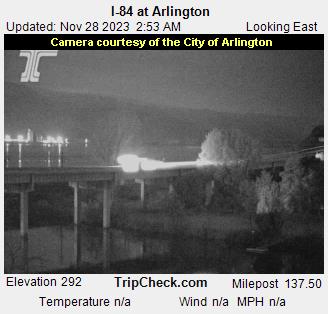 I-84 at Arlington
Updated: Nov 28 2023 2:53 AM Looking East
Camera courtesy of the City of Arlington
Elevation 292 TripCheck.com Milepost 137.50
Temperature n/a Wind n/a MPH n/a